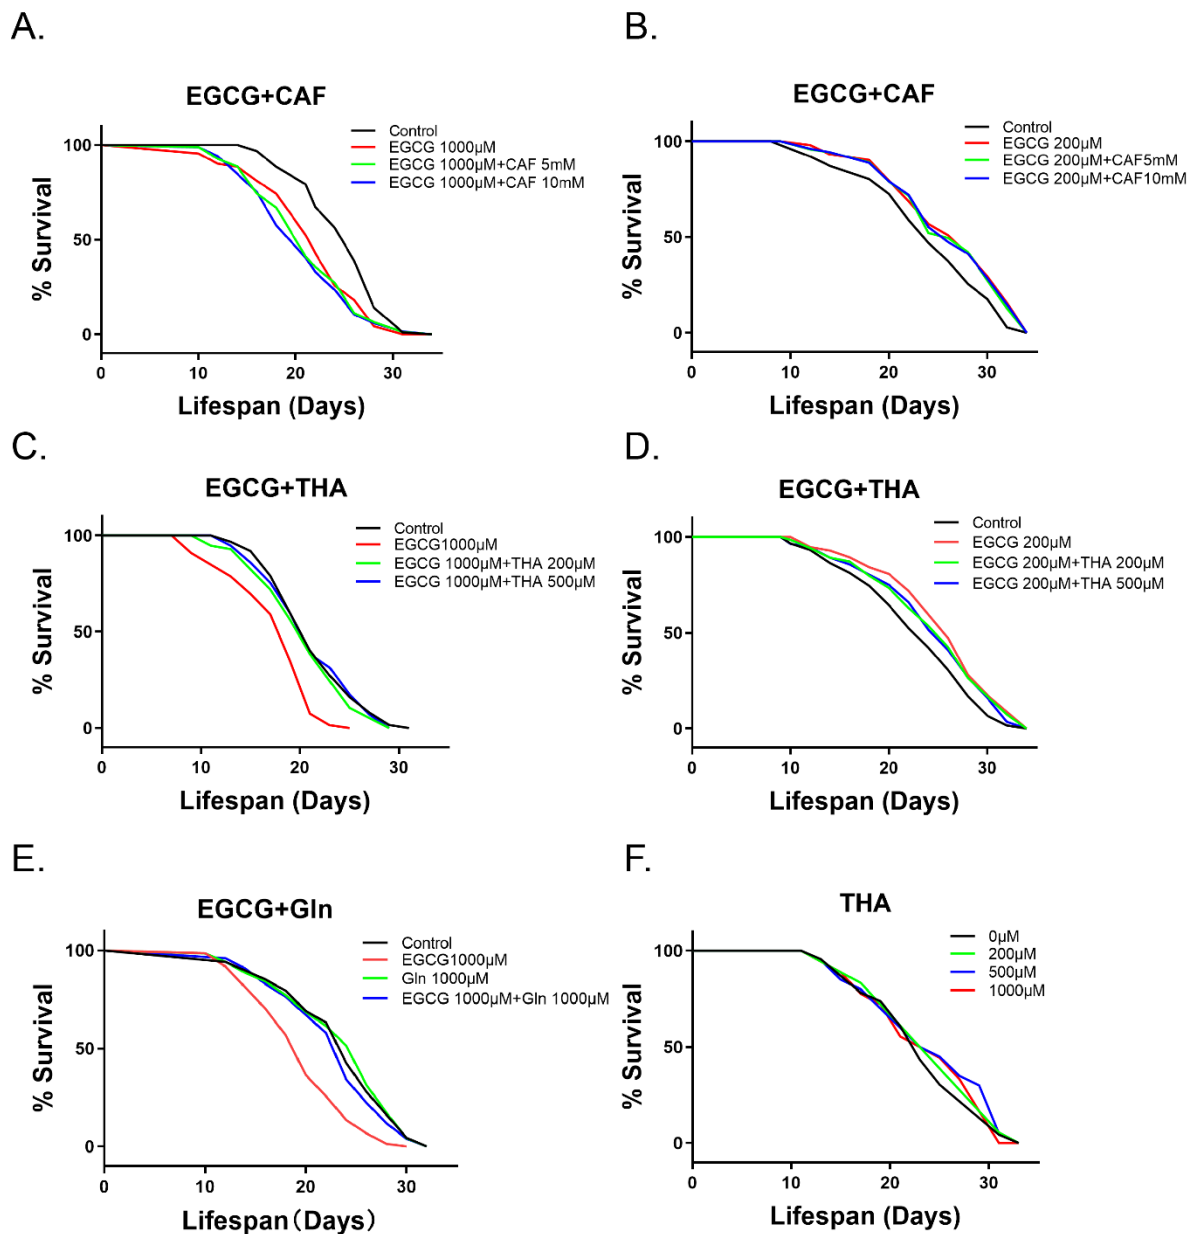 A.
EGCG+CAF
Control
EGCG 1000µM
EGCG 1000µM+CAF 5mM
EGCG 1000µM+CAF 10mM
% Survival
100
50
0
0 10 20 30
Lifespan (Days)
B.
EGCG+CAF
Control
EGCG 200µM
EGCG 200µM+CAF5mM
EGCG 200µM+CAF10mM
% Survival
100
50
0
0 10 20 30
Lifespan (Days)
C.
EGCG+THA
Control
EGCG1000µM
EGCG 1000µM+THA 200µM
EGCG 1000µM+THA 500µM
% Survival
100
50
0
0 10 20 30
Lifespan (Days)
D.
EGCG+THA
Control
EGCG 200µM
EGCG 200µM+THA 200µM
EGCG 200µM+THA 500µM
% Survival
100
50
0
0 10 20 30
Lifespan (Days)
E.
EGCG+Gln
Control
EGCG1000µM
Gln 1000µM
EGCG 1000µM+Gln 1000µM
% Survival
100
50
0
0 10 20 30
Lifespan（Days）
F.
THA
0µM
200µM
500µM
1000µM
% Survival
100
50
0
0 10 20 30
Lifespan (Days)